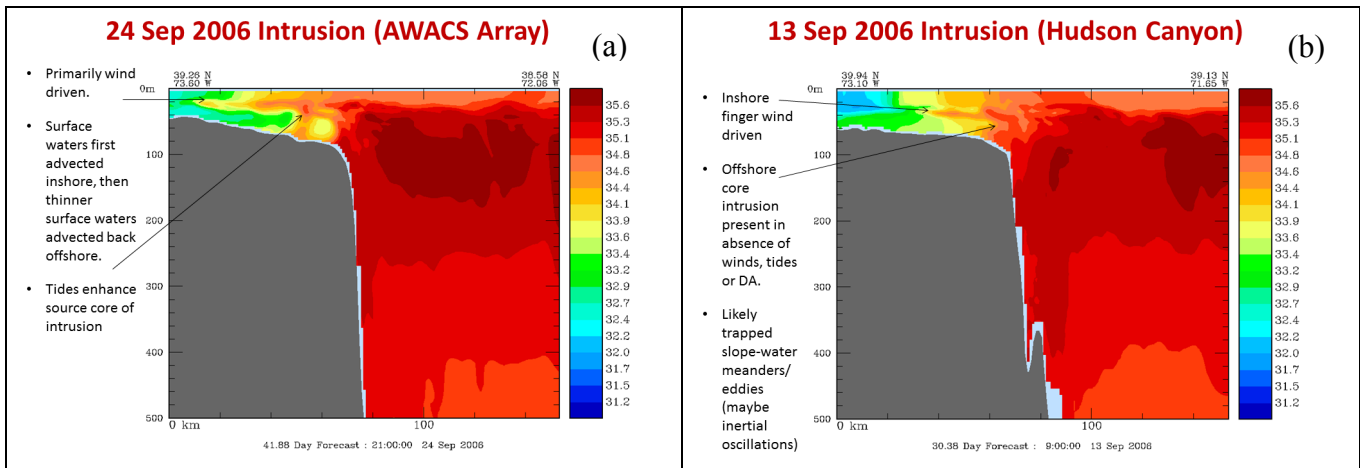 24 Sep 2006 Intrusion (AWACS Array)
(a)
• Primarily wind
driven.
• Surface
waters first
advected
inshore, then
thinner
surface waters
advected back
offshore.
• Tides enhance
source core of
intrusion
39.26 N
73.60 W
38.58 N
72.06 W
0m
100
200
300
400
500
0 km
100
35.6
35.3
35.1
34.8
34.6
34.4
34.1
33.9
33.6
33.4
33.2
32.9
32.7
32.4
32.2
32.0
31.7
31.5
31.2
41.88 Day Forecast : 21:00:00 24 Sep 2006
13 Sep 2006 Intrusion (Hudson Canyon)
(b)
• Inshore
finger wind
driven
• Offshore
core
intrusion
present in
absence of
winds, tides
or DA.
• Likely
trapped
slope-water
meanders/
eddies
(maybe
inertial
oscillations)
39.94 N
73.10 W
39.13 N
71.65 W
0m
100
200
300
400
500
0 km
100
35.6
35.3
35.1
34.8
34.6
34.4
34.1
33.9
33.6
33.4
33.2
32.9
32.7
32.4
32.2
32.0
31.7
31.5
31.2
30.38 Day Forecast : 9:00:00 13 Sep 2006